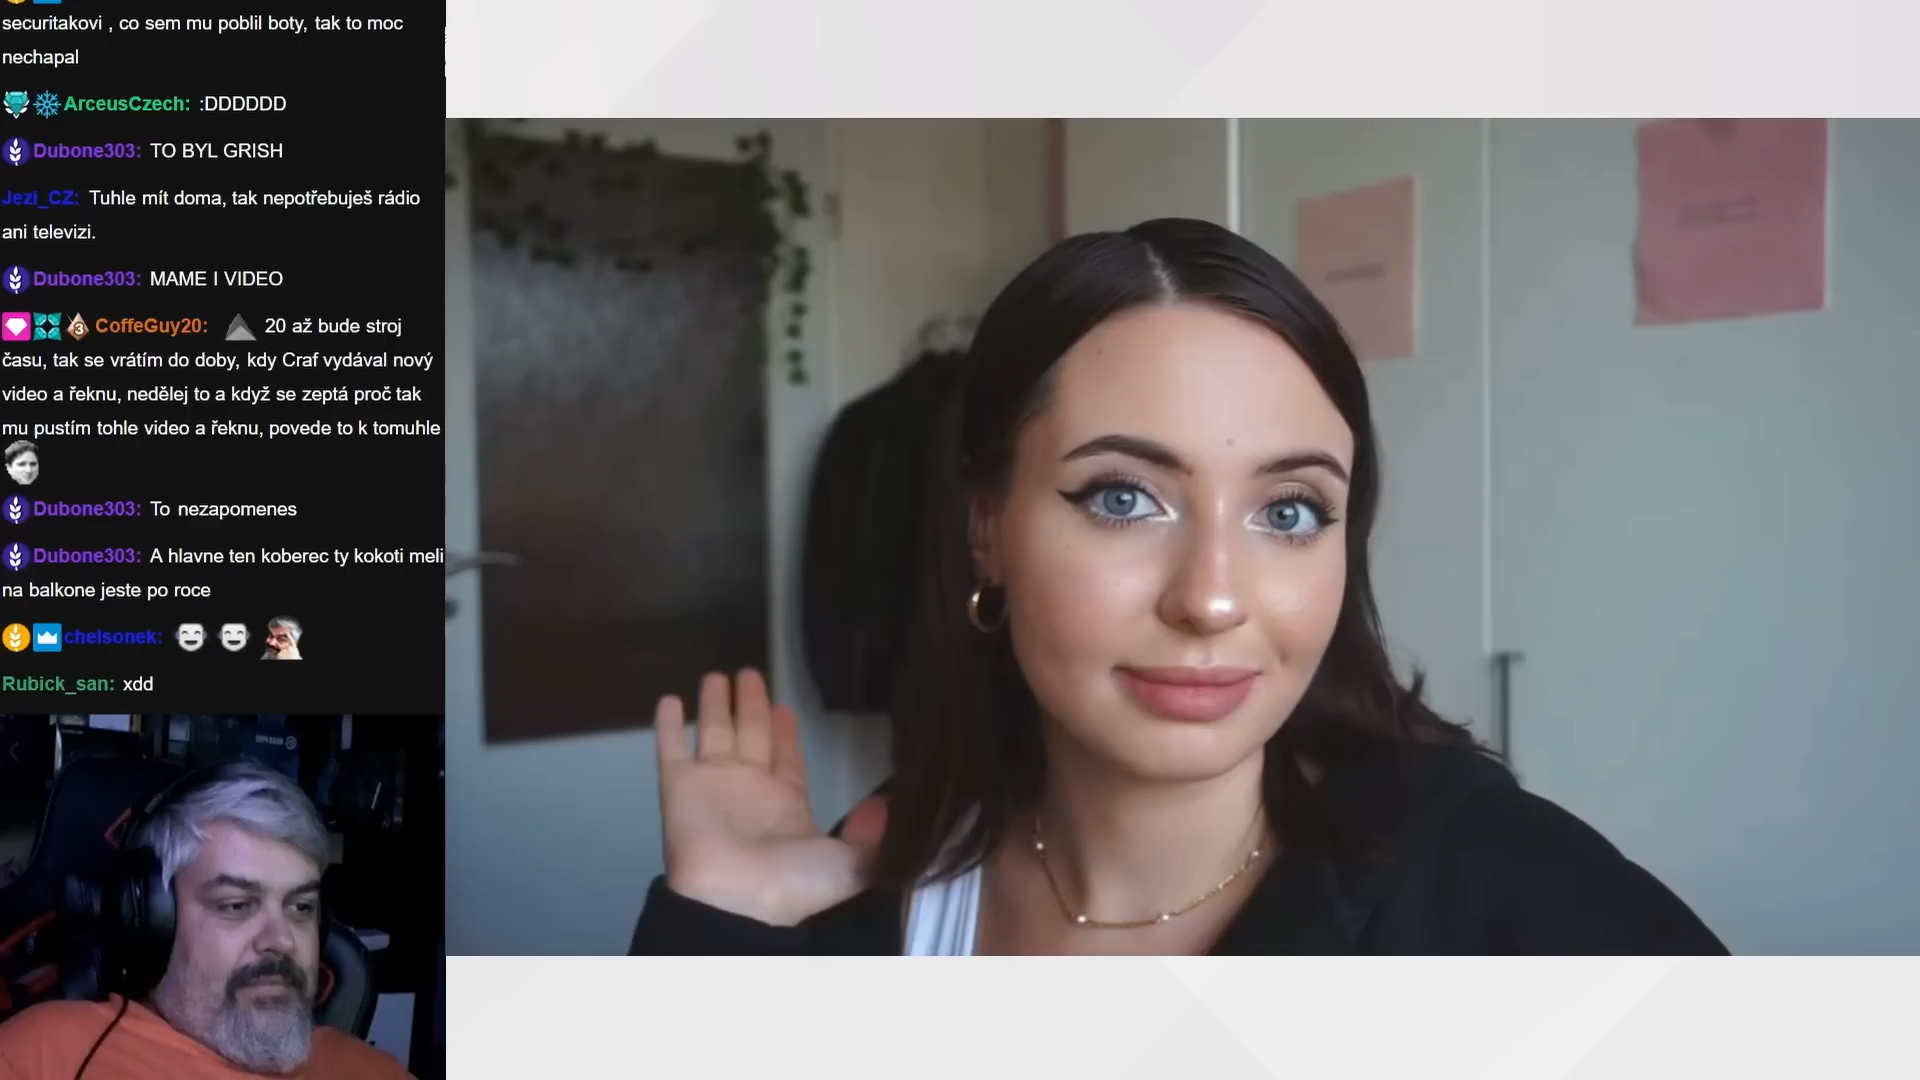 securitakovi , co sem mu poblil boty, tak to moc
nechapal
ArceusCzech: :DDDDDD
Dubone303: TO BYL GRISH
Jezi_CZ: Tuhle mít doma, tak nepotřebuješ rádio
ani televizi.
Dubone303: MAME I VIDEO
CoffeGuy20: 20 až bude stroj
času, tak se vrátím do doby, kdy Craf vydával nový
video a řeknu, nedělej to a když se zeptá proč tak
mu pustím tohle video a řeknu, povede to k tomuhle
Dubone303: To nezapomenes
Dubone303: A hlavne ten koberec ty kokoti meli
na balkone jeste po roce
chelsonek:
Rubick_san: xdd